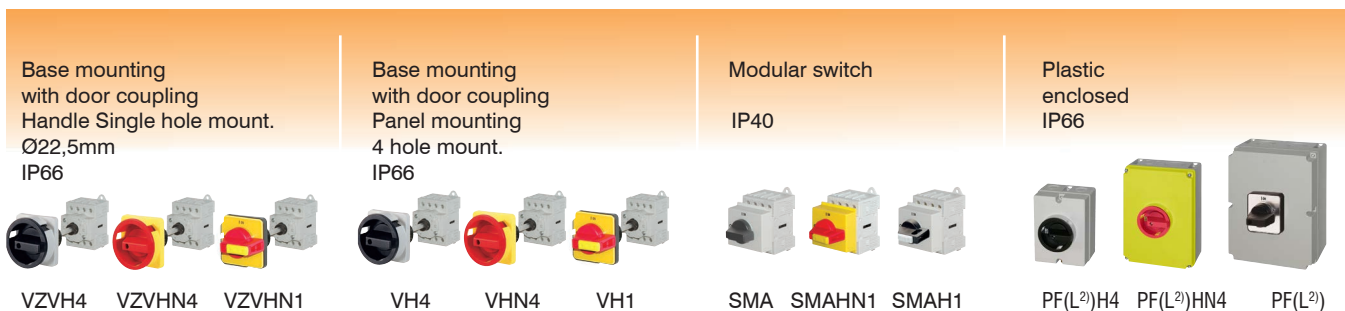 Base mounting
with door coupling
Handle Single hole mount.
Ø22,5mm
IP66
VZVH4 VZVHN4 VZVHN1
Base mounting
with door coupling
Panel mounting
4 hole mount.
IP66
VH4 VHN4 VH1
Modular switch
IP40
SMA SMAHN1 SMAH1
Plastic
enclosed
IP66
PF(L²⁾)H4 PF(L²⁾)HN4 PF(L²⁾)